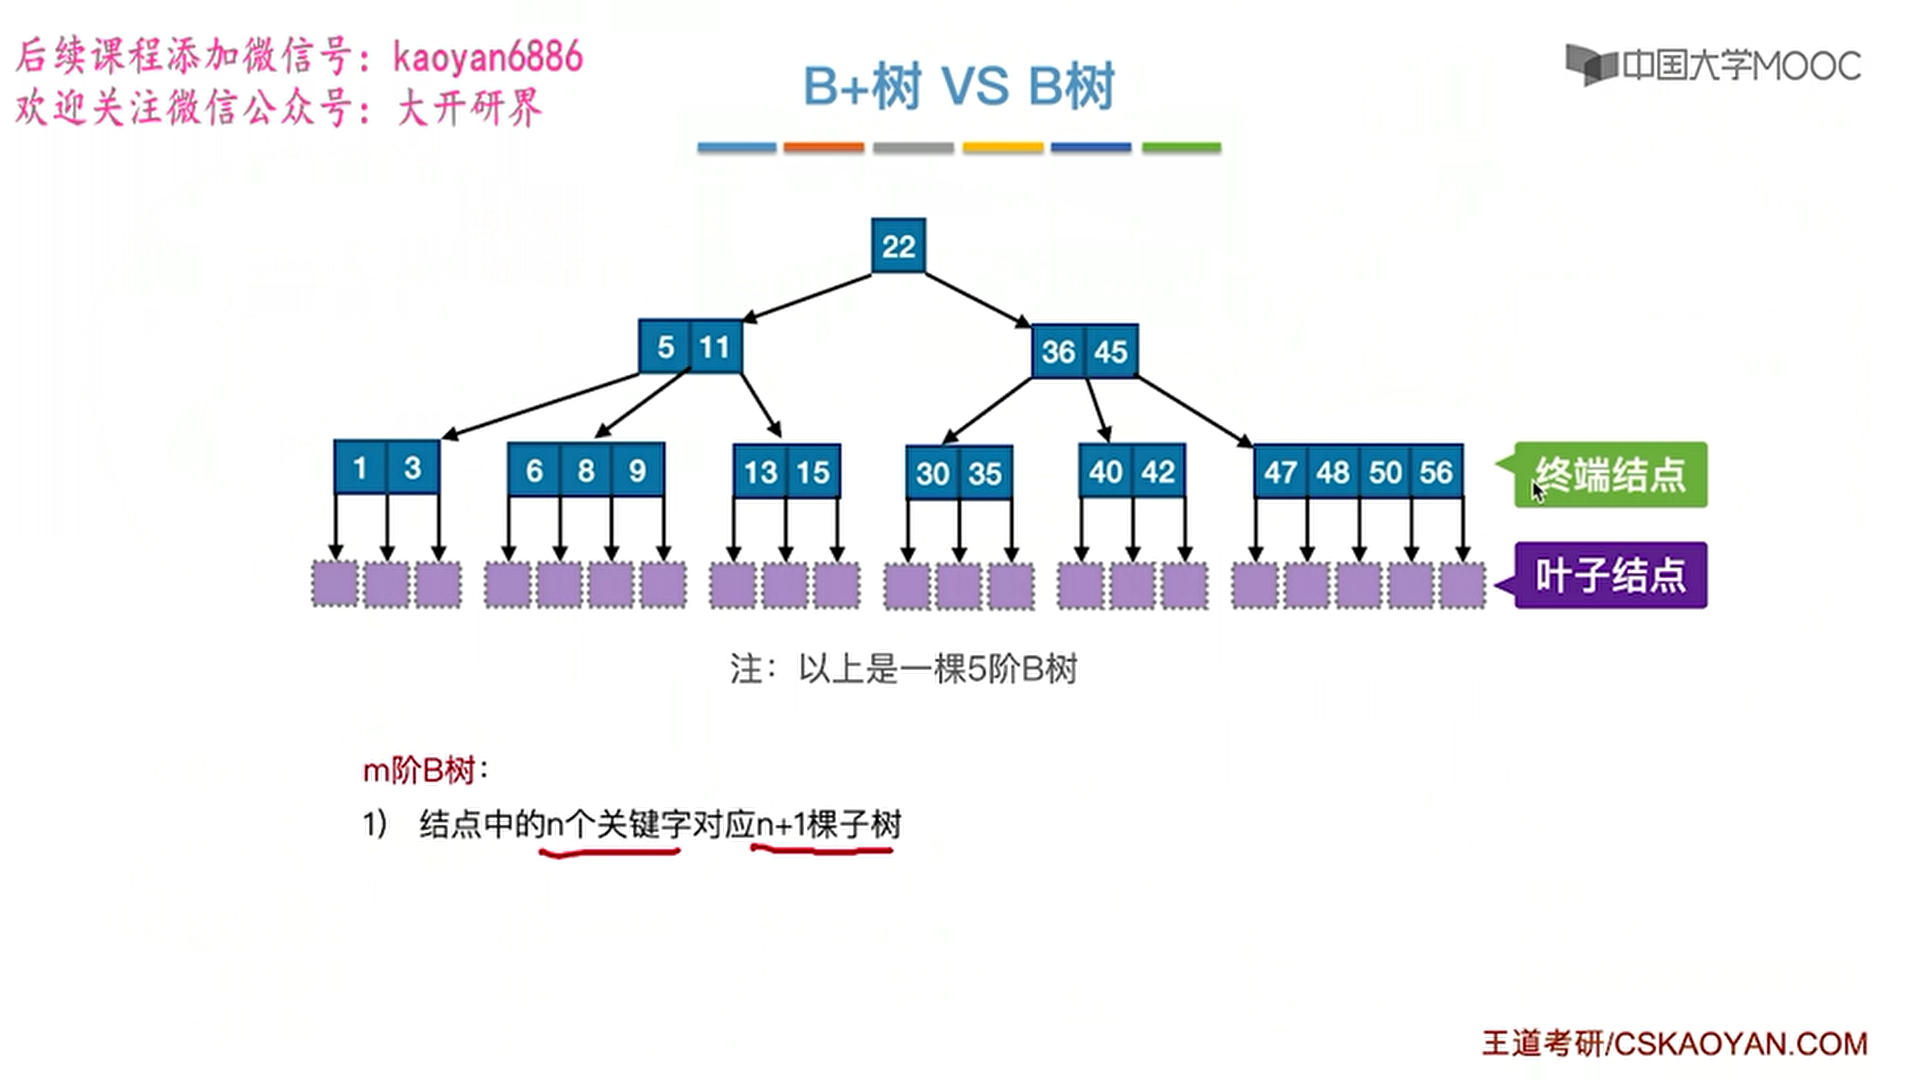 后续课程添加微信号：kaoyan6886
欢迎关注微信公众号：大开研界
中国大学MOOC
B+树 VS B树
22
5 11
36 45
1 3
6 8 9
13 15
30 35
40 42
47 48 50 56
终端结点
叶子结点
注：以上是一棵5阶B树
m阶B树：
1） 结点中的n个关键字对应n+1棵子树
王道考研/CSKAOYAN.COM